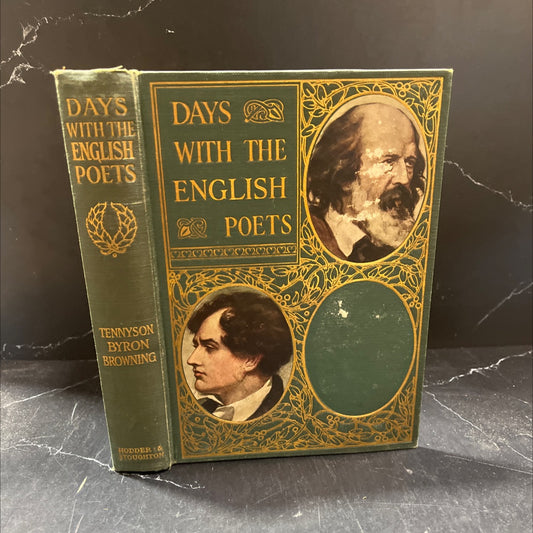 DAYS
WITH THE
ENGLISH
POETS
TENNYSON
BYRON
BROWNING
HODDER &
STOUGHTON
DAYS
WITH THE
ENGLISH
POETS